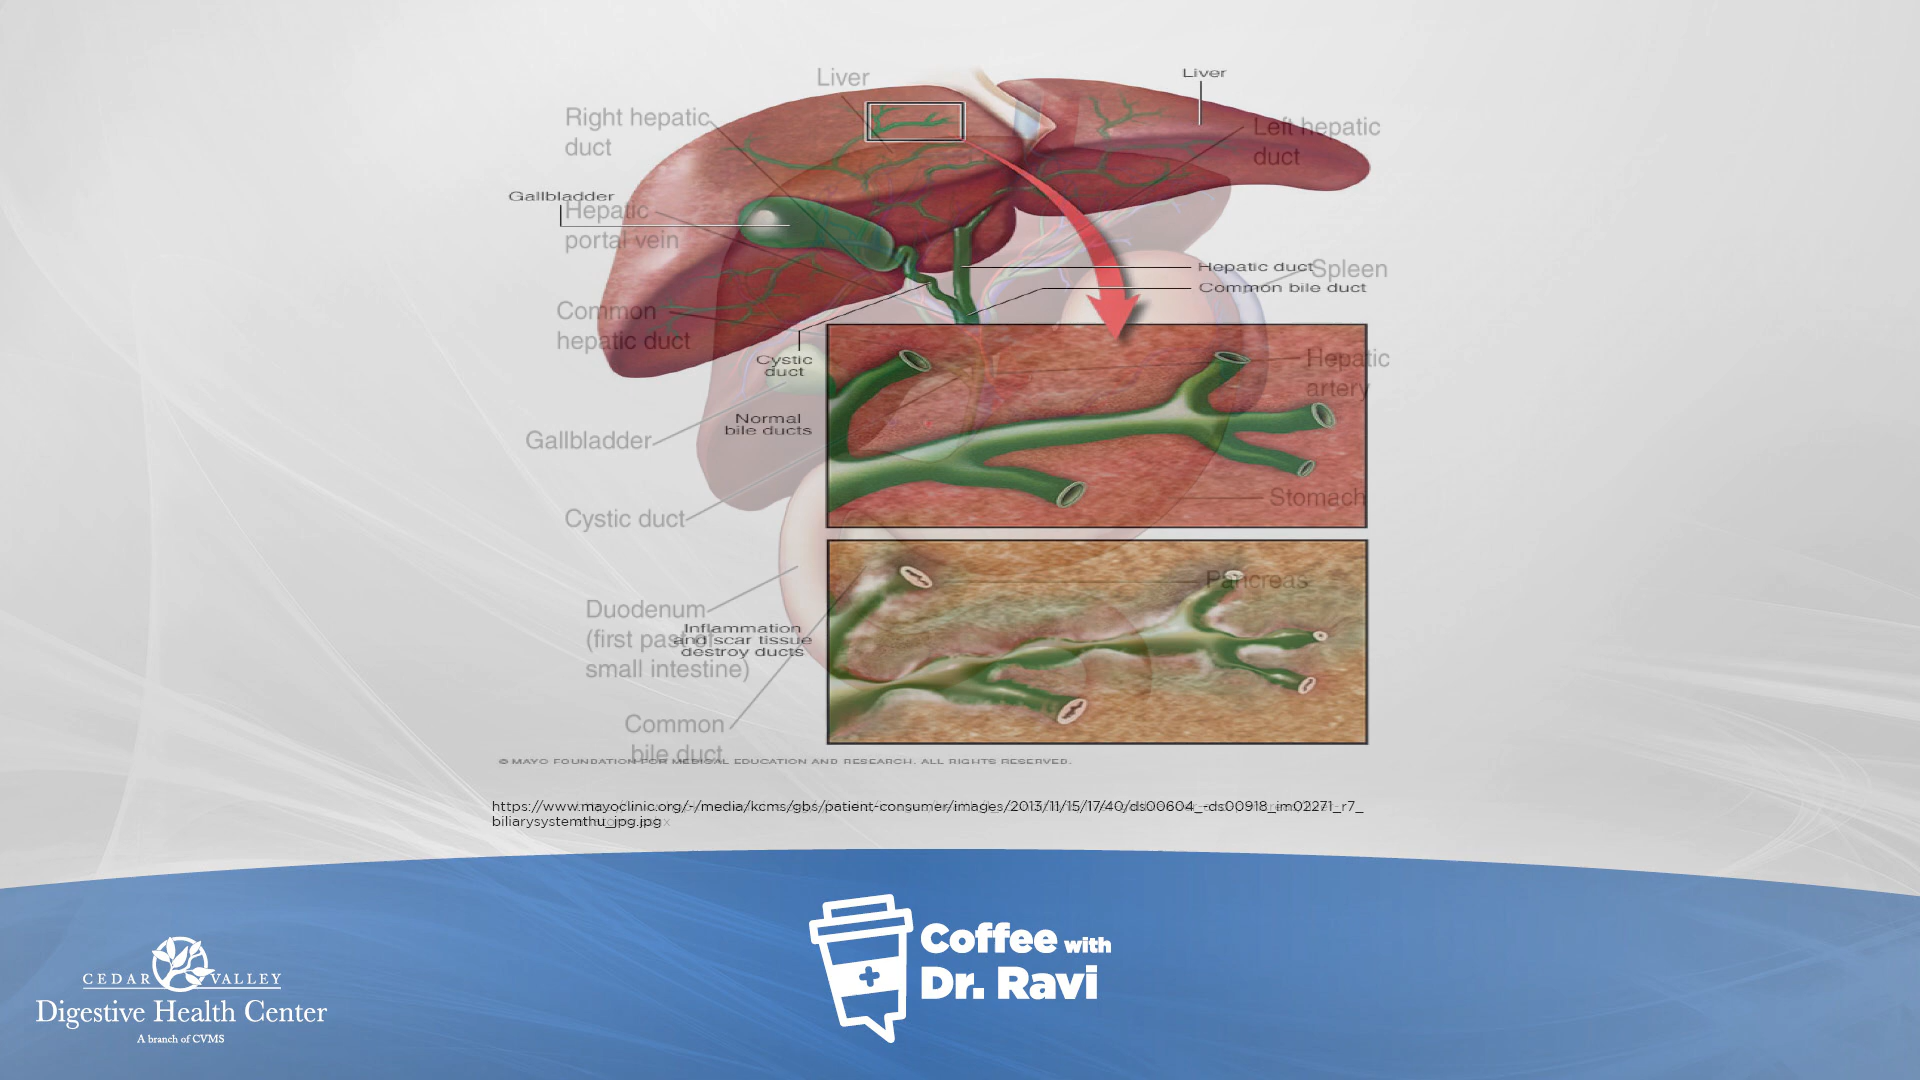 Liver
Liver
Right hepatic
duct
Left hepatic
duct
Gallbladder
Hepatic
portal vein
Hepatic duct
Spleen
Common bile duct
Common
hepatic duct
Cystic
duct
Hepatic
artery
Normal
bile ducts
Gallbladder
Stomach
Cystic duct
Pancreas
Duodenum
(first past of
small intestine)
Inflammation
and scar tissue
destroy ducts
Common
bile duct
© MAYO FOUNDATION FOR MEDICAL EDUCATION AND RESEARCH. ALL RIGHTS RESERVED.
https://www.mayoclinic.org/-/media/kcms/gbs/patient-consumer/images/2013/11/15/17/40/ds00604_-ds00918_im02271_r7_
biliarysystemthu_jpg.jpg
Coffee with
Dr. Ravi
CEDAR VALLEY
Digestive Health Center
A branch of CVMS